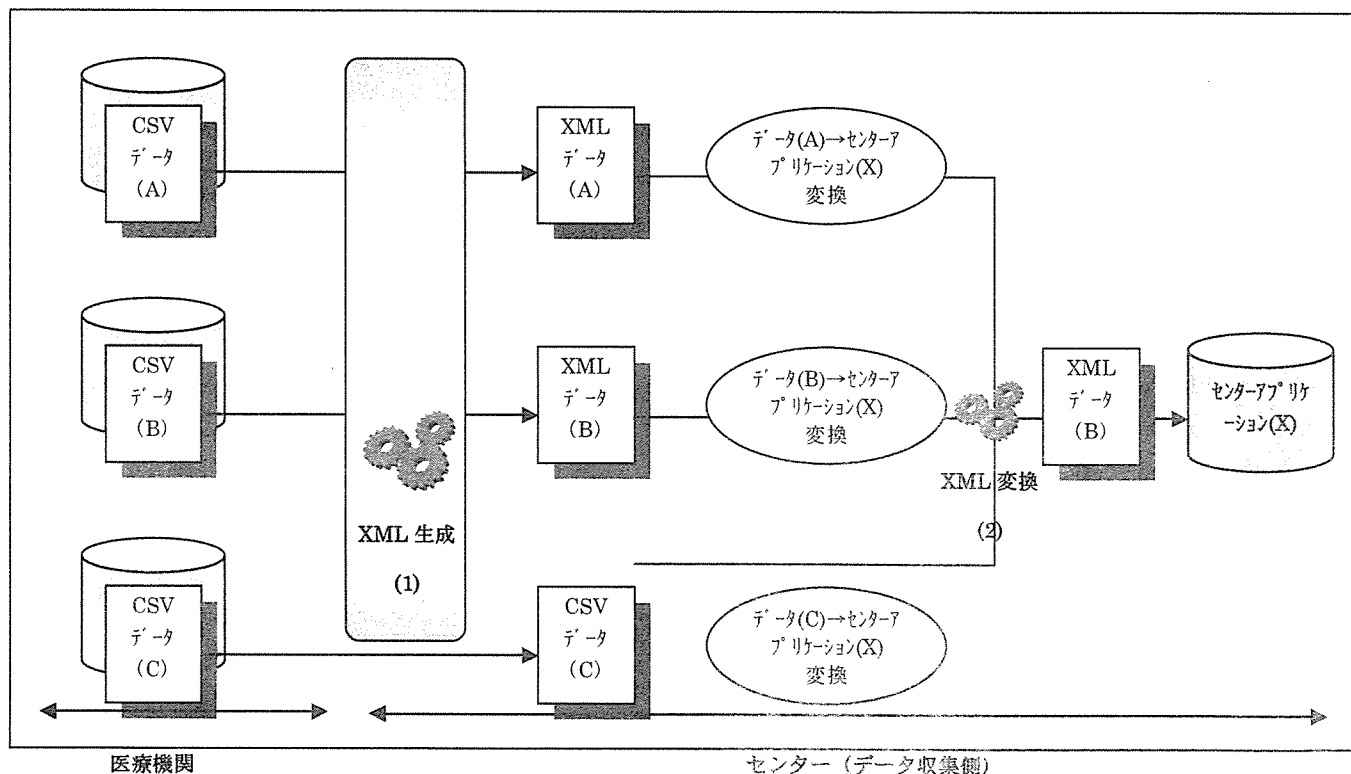 CSV
データ
(A)
XML
データ
(A)
データ(A)→センターア
プリケーション(X)
変換
CSV
データ
(B)
XML
データ
(B)
データ(B)→センターア
プリケーション(X)
変換
XML
データ
(B)
センターアプリケ
ーション(X)
XML 変換
(2)
XML 生成
(1)
CSV
データ
(C)
CSV
データ
(C)
データ(C)→センターア
プリケーション(X)
変換
医療機関
センター（データ収集側）